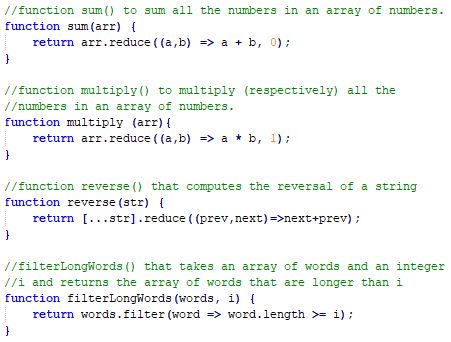 //function sum() to sum all the numbers in an array of numbers.
function sum(arr) {
    return arr.reduce((a,b) => a + b, 0);
}

//function multiply() to multiply (respectively) all the
//numbers in an array of numbers.
function multiply (arr){
    return arr.reduce((a,b) => a * b, 1);
}

//function reverse() that computes the reversal of a string
function reverse(str) {
    return [...str].reduce((prev,next)=>next+prev);
}

//filterLongWords() that takes an array of words and an integer
//i and returns the array of words that are longer than i
function filterLongWords(words, i) {
    return words.filter(word => word.length >= i);
}